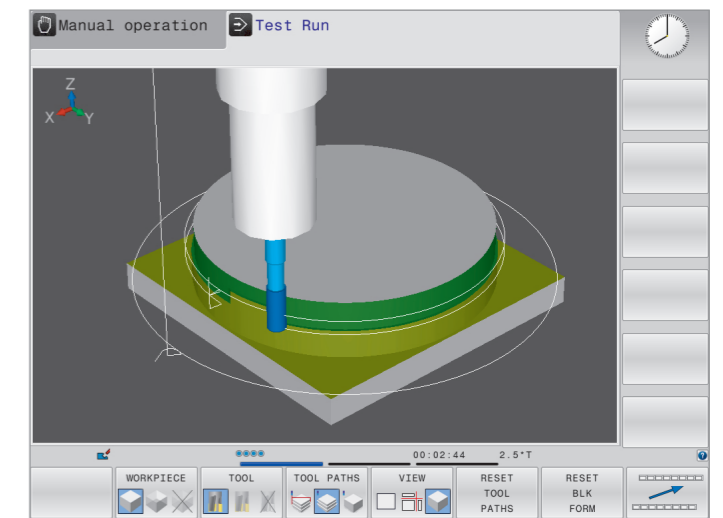 Manual operation
Test Run
Z
X
Y
00:02:44 2.5*T
WORKPIECE
TOOL
TOOL PATHS
VIEW
RESET
TOOL
PATHS
RESET
BLK
FORM